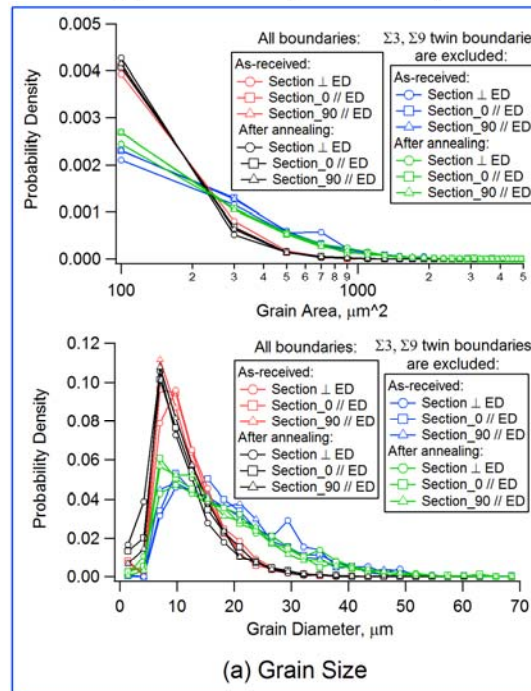 All boundaries:
Σ3, Σ9 twin boundaries
are excluded:
As-received:
Section ⊥ ED
Section_0 // ED
Section_90 // ED
After annealing:
Section ⊥ ED
Section_0 // ED
Section_90 // ED
As-received:
Section ⊥ ED
Section_0 // ED
Section_90 // ED
After annealing:
Section ⊥ ED
Section_0 // ED
Section_90 // ED
Probability Density
0.005
0.004
0.003
0.002
0.001
0.000
100 2 3 4 5 6 7 8 9 1000 2 3 4 5
Grain Area, μm^2
All boundaries:
Σ3, Σ9 twin boundaries
are excluded:
As-received:
Section ⊥ ED
Section_0 // ED
Section_90 // ED
After annealing:
Section ⊥ ED
Section_0 // ED
Section_90 // ED
As-received:
Section ⊥ ED
Section_0 // ED
Section_90 // ED
After annealing:
Section ⊥ ED
Section_0 // ED
Section_90 // ED
Probability Density
0.12
0.10
0.08
0.06
0.04
0.02
0.00
0 10 20 30 40 50 60 70
Grain Diameter, μm
(a) Grain Size